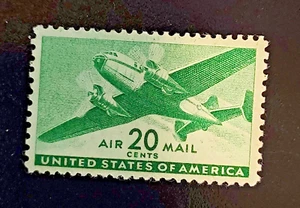 AIR 20 MAIL
CENTS
UNITED STATES OF AMERICA